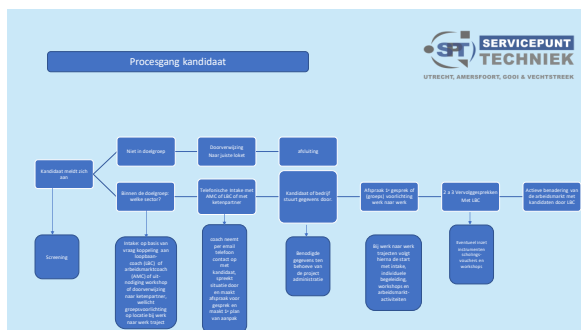 Procesgang kandidaat
SPT
SERVICEPUNT
TECHNIEK
UTRECHT, AMERSFOORT, GOOI & VECHTSTREEK
Niet in doelgroep
Doorverwijzing
Naar juiste loket
afsluiting
Kandidaat meldt zich
aan
Binnen de doelgroep:
welke sector?
Telefonische intake met
AMC of LBC of met
ketenpartner
Kandidaat of bedrijf
stuurt gegevens door.
Afspraak 1e gesprek of
(groeps) voorlichting
werk naar werk
2 a 3 Vervolggesprekken
Met LBC
Actieve benadering van
de arbeidsmarkt met
kandidaten door LBC
Screening
Intake: op basis van
vraag koppeling aan
loopbaan-
coach (LBC) of
arbeidsmarktcoach
(AMC) of uit-
nodiging workshop
of doorverwijzing
naar ketenpartner,
wellicht
groepsvoorlichting
op locatie bij werk
naar werk traject
coach neemt
per email
telefoon
contact op
met
kandidaat,
spreekt
situatie door
en maakt
afspraak voor
gesprek en
maakt 1e plan
van aanpak
Benodigde
gegevens ten
behoeve van
de project
administratie
Bij werk naar werk
trajecten volgt
hierna de start
met intake,
individuele
begeleiding,
workshops en
arbeidsmarkt-
activiteiten
Eventueel inzet
instrumenten
scholings-
vouchers en
workshops